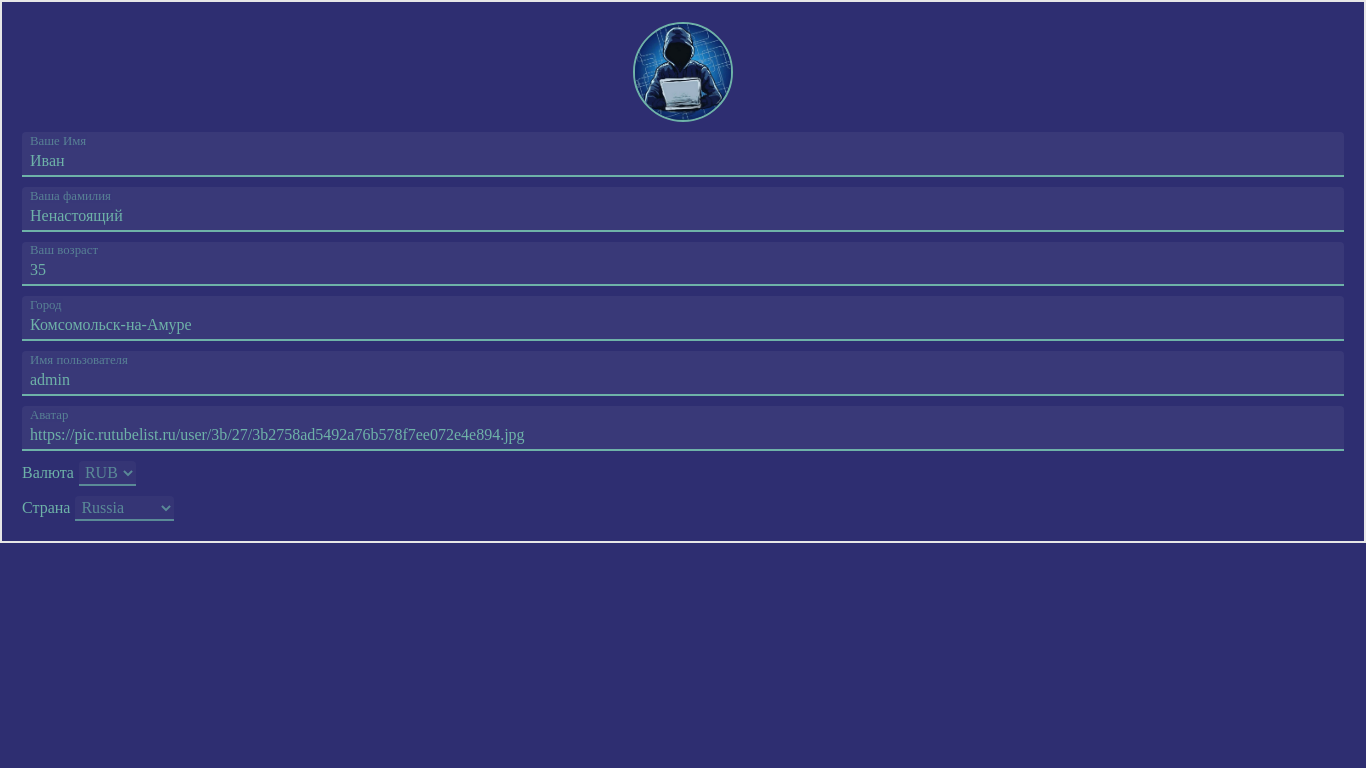 Ваше Имя
Иван
Ваша фамилия
Ненастоящий
Ваш возраст
35
Город
Комсомольск-на-Амуре
Имя пользователя
admin
Аватар
https://pic.rutubelist.ru/user/3b/27/3b2758ad5492a76b578f7ee072e4e894.jpg
Валюта RUB
Страна Russia